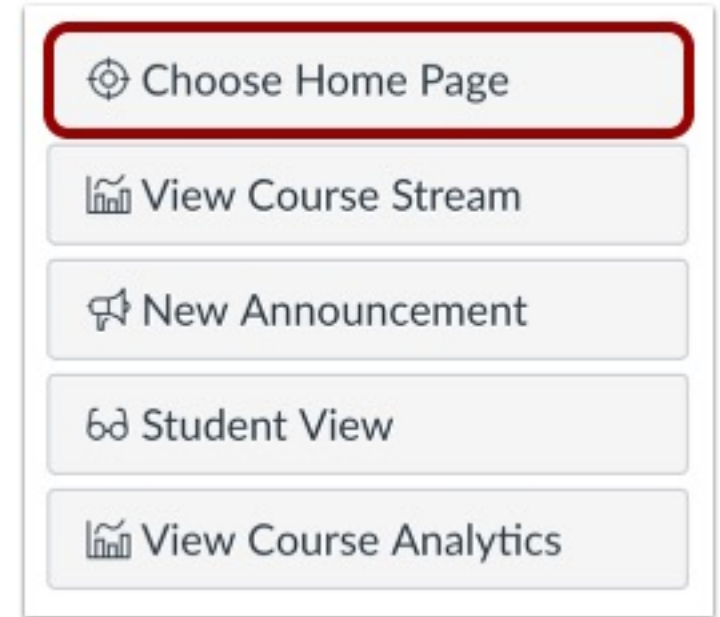 Choose Home Page
View Course Stream
New Announcement
Student View
View Course Analytics